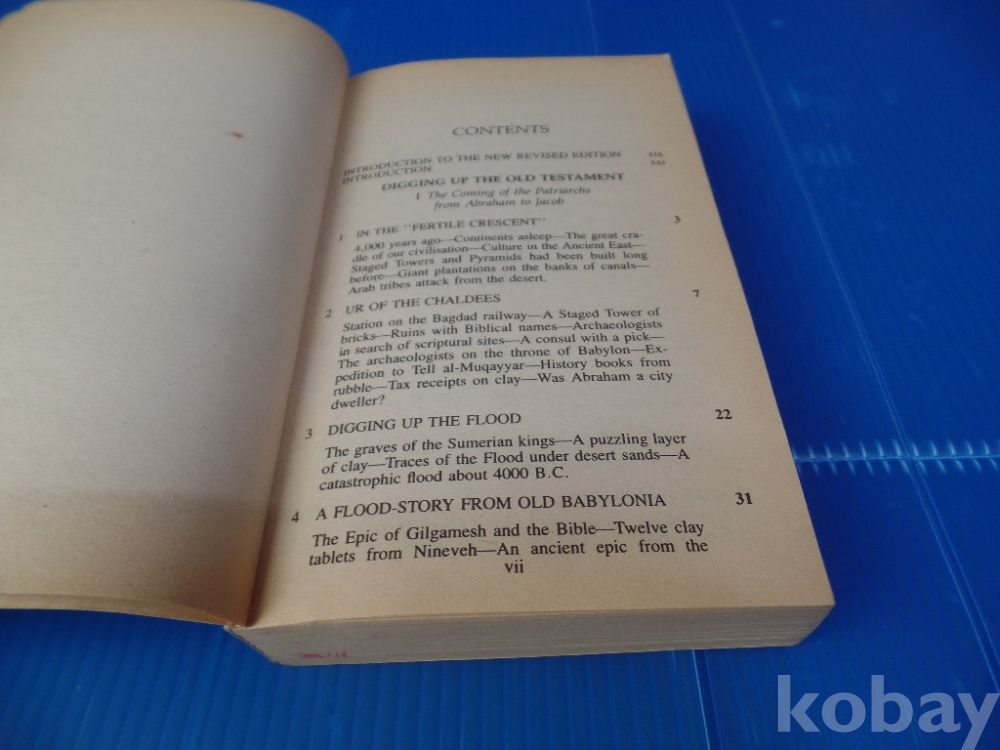 CONTENTS
INTRODUCTION TO THE NEW REVISED EDITION xix
INTRODUCTION xxi
DIGGING UP THE OLD TESTAMENT
I The Coming of the Patriarchs
from Abraham to Jacob
1 IN THE "FERTILE CRESCENT" 3
4,000 years ago—Continents asleep—The great cra-
dle of our civilisation—Culture in the Ancient East—
Staged Towers and Pyramids had been built long
before—Giant plantations on the banks of canals—
Arab tribes attack from the desert.
2 UR OF THE CHALDEES 7
Station on the Bagdad railway—A Staged Tower of
bricks—Ruins with Biblical names—Archaeologists
in search of scriptural sites—A consul with a pick—
The archaeologists on the throne of Babylon—Ex-
pedition to Tell al-Muqayyar—History books from
rubble—Tax receipts on clay—Was Abraham a city
dweller?
3 DIGGING UP THE FLOOD 22
The graves of the Sumerian kings—A puzzling layer
of clay—Traces of the Flood under desert sands—A
catastrophic flood about 4000 B.C.
4 A FLOOD-STORY FROM OLD BABYLONIA 31
The Epic of Gilgamesh and the Bible—Twelve clay
tablets from Nineveh—An ancient epic from the
vii
kobay